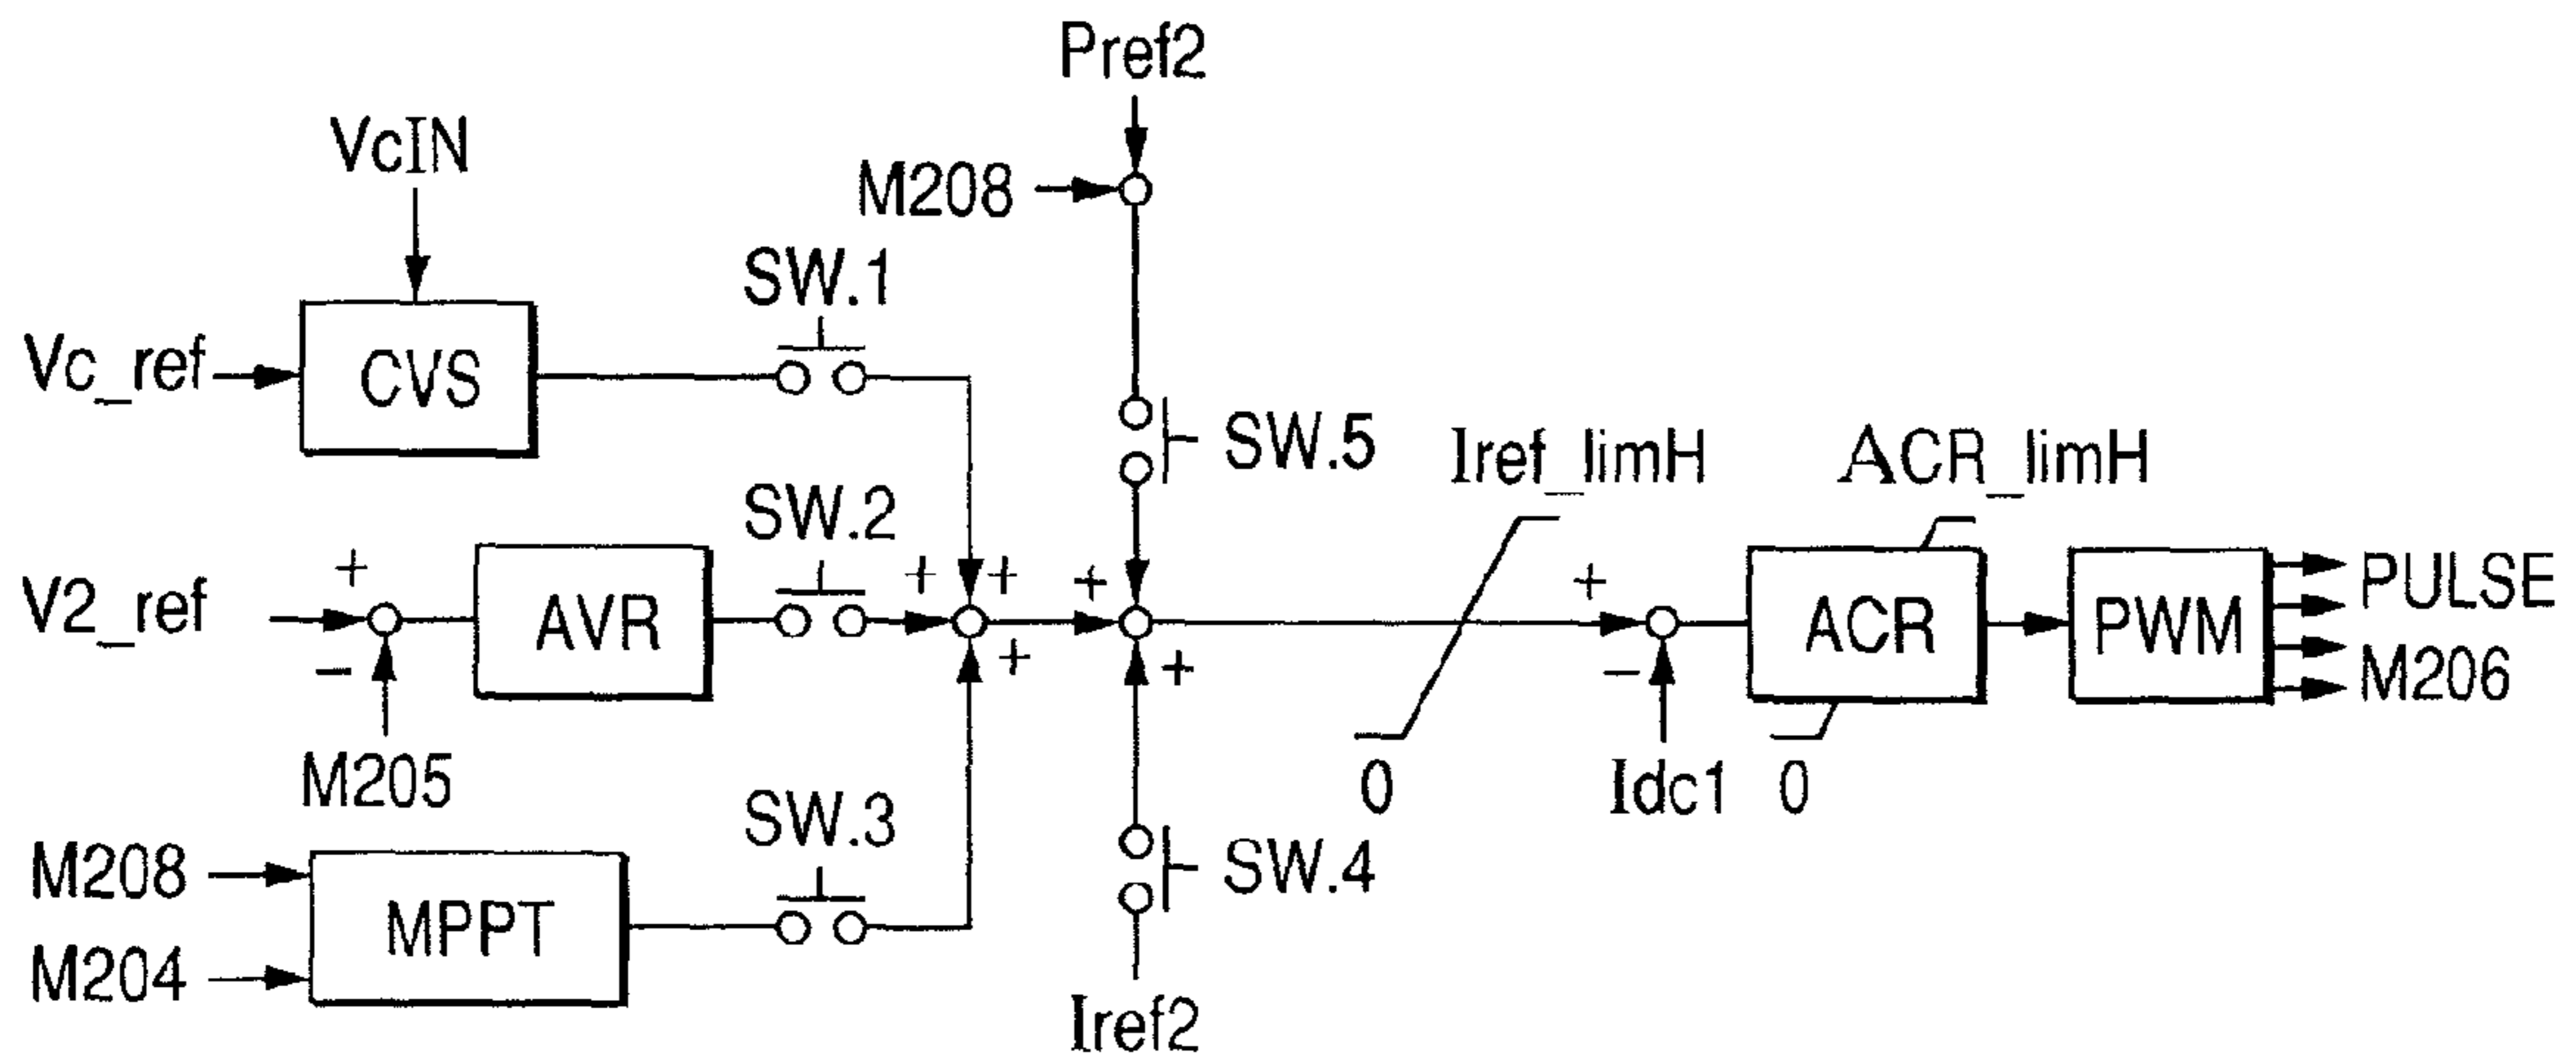 Pref2
VcIN
M208
SW.1
Vc_ref
CVS
SW.5
Iref_limH
ACR_limH
SW.2
V2_ref
+
−
AVR
+
+
+
+
+
+
−
ACR
PWM
PULSE
M206
M205
0
Idc1
0
SW.3
M208
M204
MPPT
SW.4
Iref2